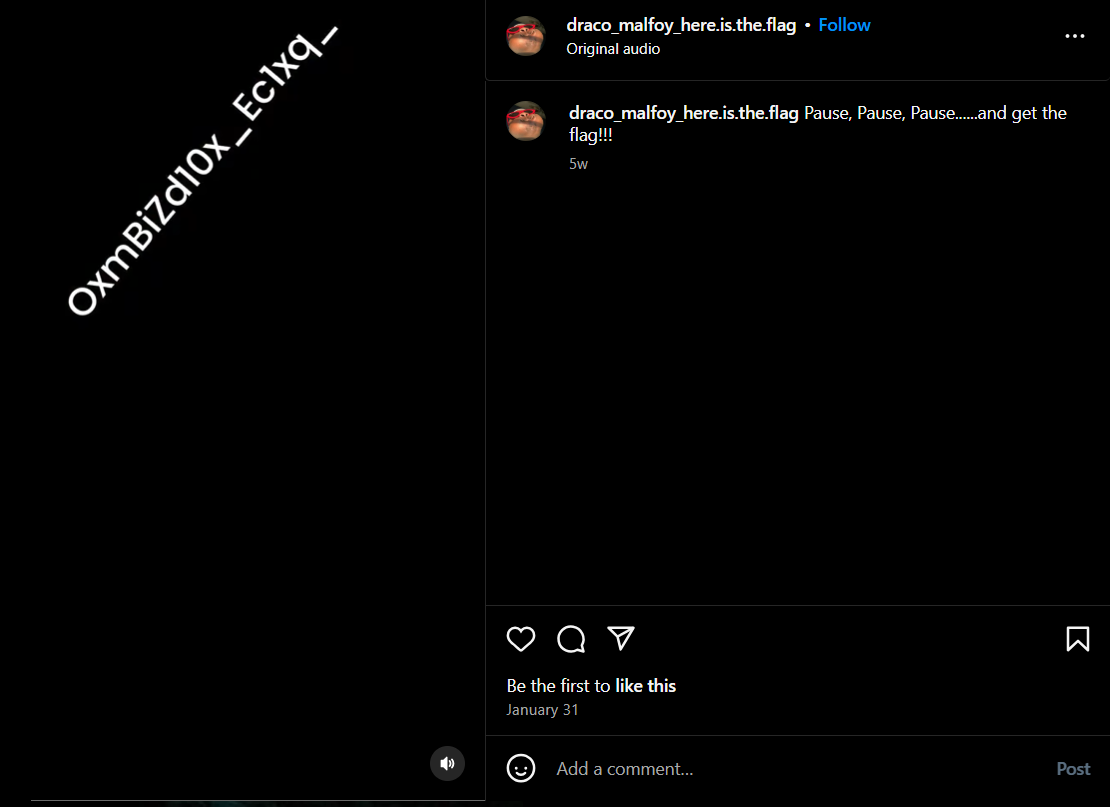 OxmBiZd10x_Ec1xq_
draco_malfoy_here.is.the.flag • Follow
Original audio
draco_malfoy_here.is.the.flag Pause, Pause, Pause......and get the
flag!!!
5w
Be the first to like this
January 31
Add a comment...
Post